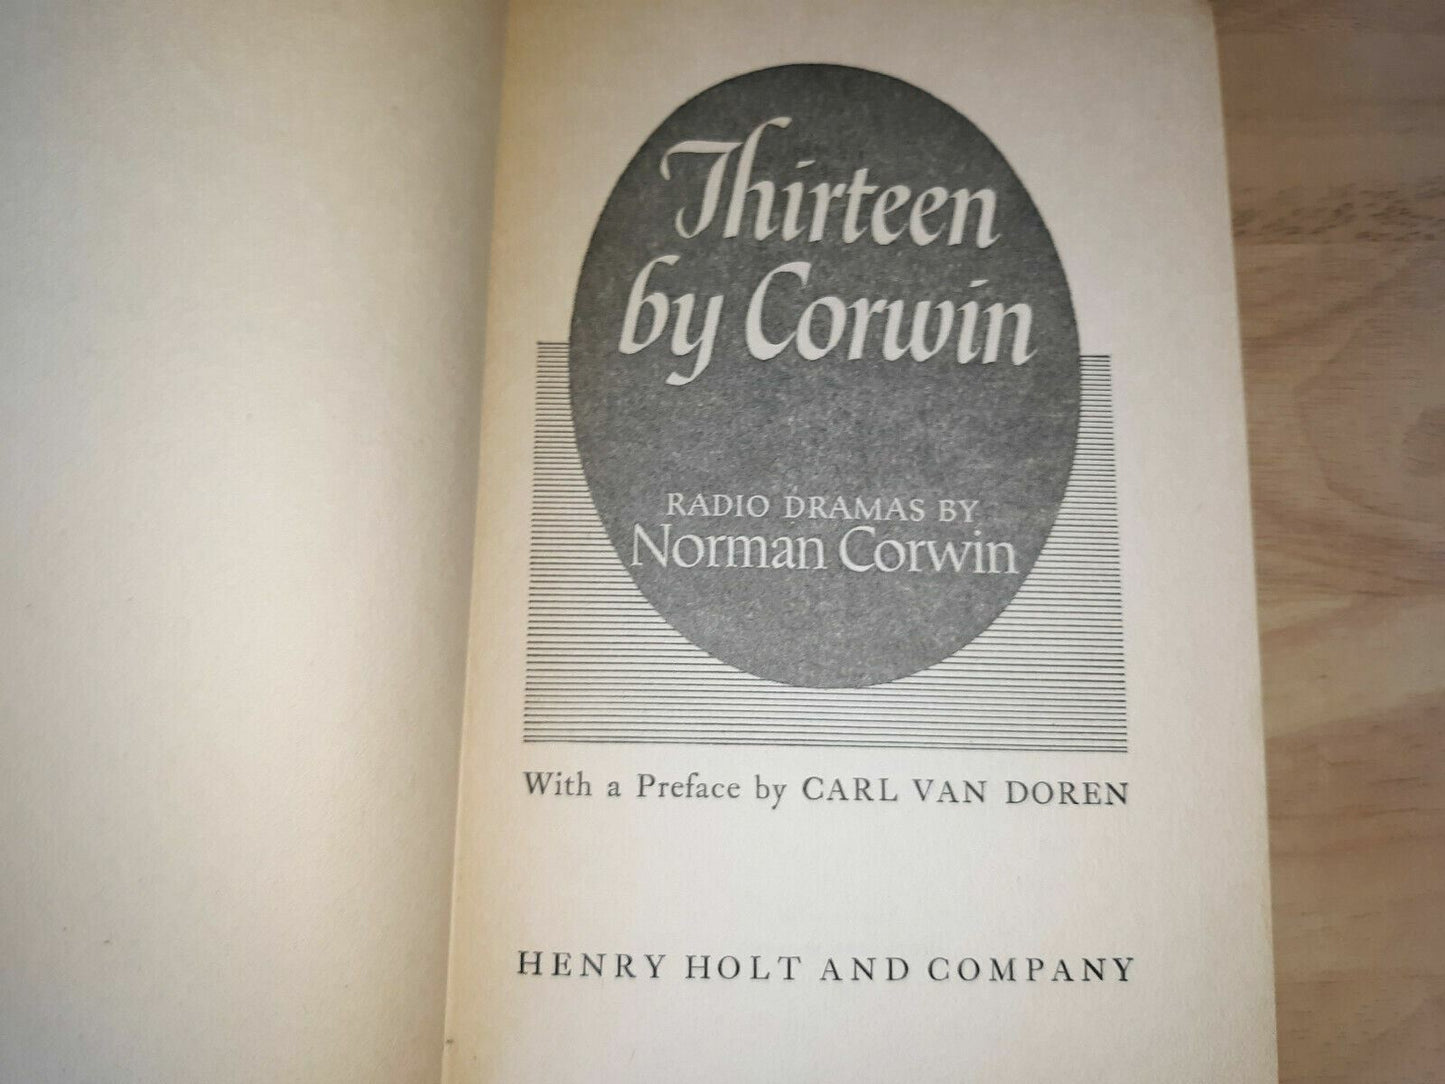 Thirteen
by Corwin
RADIO DRAMAS BY
Norman Corwin
With a Preface by CARL VAN DOREN
HENRY HOLT AND COMPANY